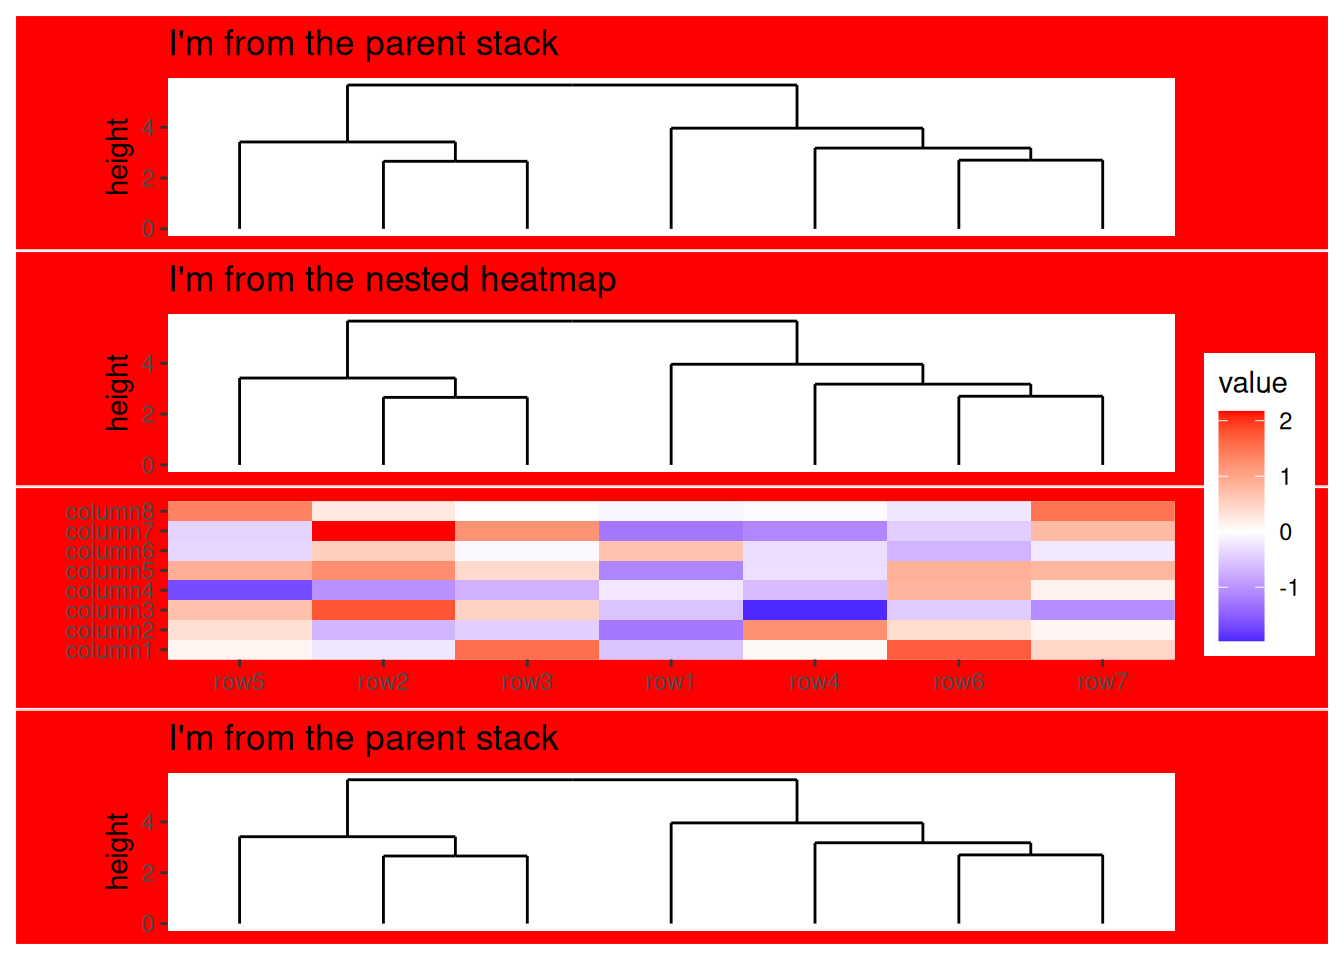 I'm from the parent stack
height
4
2
0
I'm from the nested heatmap
height
4
2
0
value
2
1
0
-1
column8
column7
column6
column5
column4
column3
column2
column1
row5 row2 row3 row1 row4 row6 row7
I'm from the parent stack
height
4
2
0